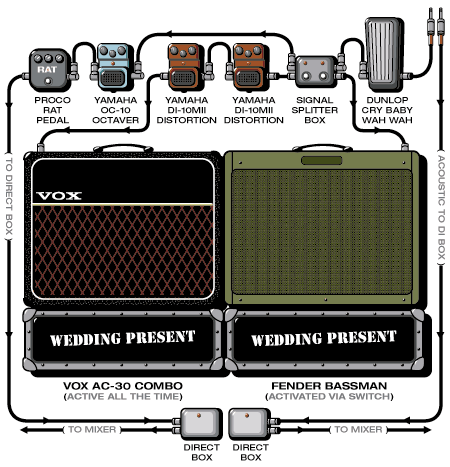 RAT
PROCO
RAT
PEDAL
YAMAHA
OC-10
OCTAVER
YAMAHA
DI-10MII
DISTORTION
YAMAHA
DI-10MII
DISTORTION
SIGNAL
SPLITTER
BOX
DUNLOP
CRY BABY
WAH WAH
TO DIRECT BOX
ACOUSTIC TO DI BOX
VOX
WEDDING PRESENT
WEDDING PRESENT
VOX AC-30 COMBO
(ACTIVE ALL THE TIME)
FENDER BASSMAN
(ACTIVATED VIA SWITCH)
( TO MIXER )
DIRECT
BOX
DIRECT
BOX
( TO MIXER )